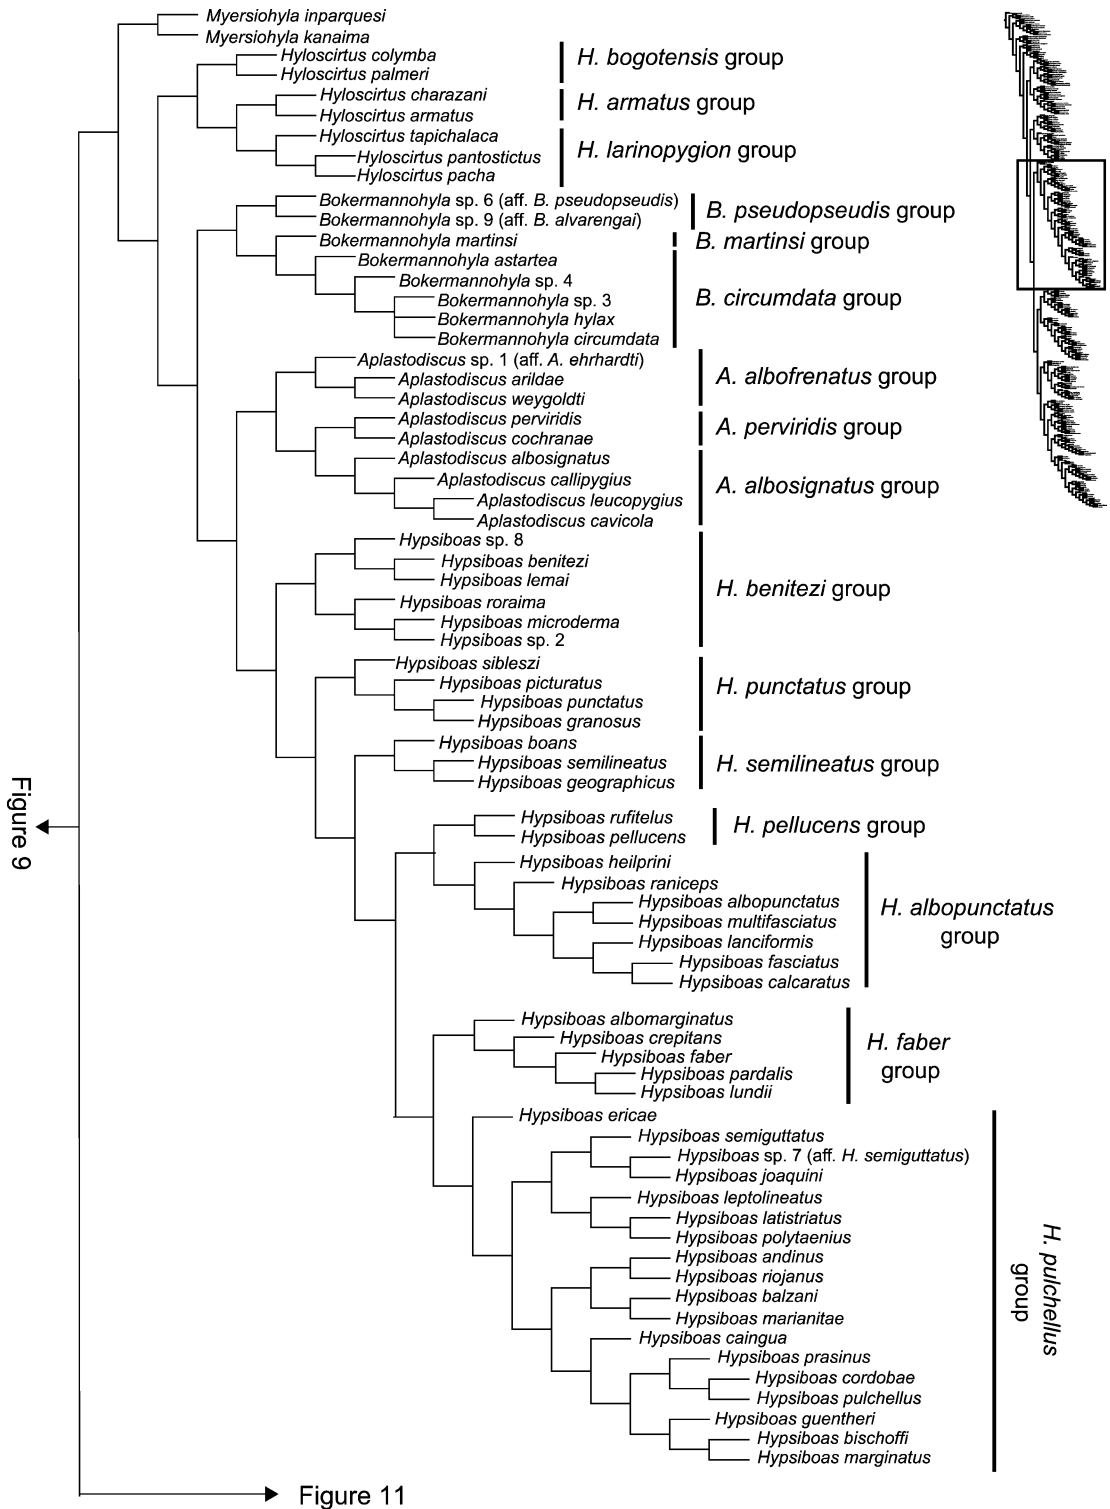 Myersiohyla inparquesi
Myersiohyla kanaima
Hyloscirtus colymba
Hyloscirtus palmeri
H. bogotensis group
Hyloscirtus charazani
Hyloscirtus armatus
H. armatus group
Hyloscirtus tapichalaca
Hyloscirtus pantostictus
Hyloscirtus pacha
H. larinopygion group
Bokermannohyla sp. 6 (aff. B. pseudopseudis)
Bokermannohyla sp. 9 (aff. B. alvarengai)
B. pseudopseudis group
Bokermannohyla martinsi
B. martinsi group
Bokermannohyla astartea
Bokermannohyla sp. 4
Bokermannohyla sp. 3
Bokermannohyla hylax
Bokermannohyla circumdata
B. circumdata group
Aplastodiscus sp. 1 (aff. A. ehrhardti)
Aplastodiscus arildae
Aplastodiscus weygoldti
A. albofrenatus group
Aplastodiscus perviridis
Aplastodiscus cochranae
A. perviridis group
Aplastodiscus albosignatus
Aplastodiscus callipygius
Aplastodiscus leucopygius
Aplastodiscus cavicola
A. albosignatus group
Hypsiboas sp. 8
Hypsiboas benitezi
Hypsiboas lemai
Hypsiboas roraima
Hypsiboas microderma
Hypsiboas sp. 2
H. benitezi group
Hypsiboas sibleszi
Hypsiboas picturatus
Hypsiboas punctatus
Hypsiboas granosus
H. punctatus group
Hypsiboas boans
Hypsiboas semilineatus
Hypsiboas geographicus
H. semilineatus group
Hypsiboas rufitelus
Hypsiboas pellucens
H. pellucens group
Hypsiboas heilprini
Hypsiboas raniceps
Hypsiboas albopunctatus
Hypsiboas multifasciatus
Hypsiboas lanciformis
Hypsiboas fasciatus
Hypsiboas calcaratus
H. albopunctatus
group
Hypsiboas albomarginatus
Hypsiboas crepitans
Hypsiboas faber
Hypsiboas pardalis
Hypsiboas lundii
H. faber
group
Hypsiboas ericae
Hypsiboas semiguttatus
Hypsiboas sp. 7 (aff. H. semiguttatus)
Hypsiboas joaquini
Hypsiboas leptolineatus
Hypsiboas latistriatus
Hypsiboas polytaenius
Hypsiboas andinus
Hypsiboas riojanus
Hypsiboas balzani
Hypsiboas marianitae
Hypsiboas caingua
Hypsiboas prasinus
Hypsiboas cordobae
Hypsiboas pulchellus
Hypsiboas guentheri
Hypsiboas bischoffi
Hypsiboas marginatus
H. pulchellus
group
Figure 9
Figure 11